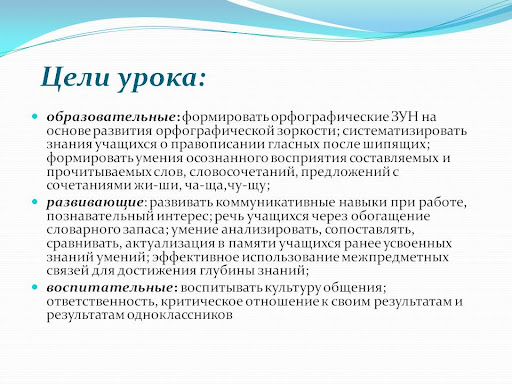 Цели урока:
образовательные: формировать орфографические ЗУН на
основе развития орфографической зоркости; систематизировать
знания учащихся о правописании гласных после шипящих;
формировать умения осознанного восприятия составляемых и
прочитываемых слов, словосочетаний, предложений с
сочетаниями жи-ши, ча-ща,чу-щу;
развивающие: развивать коммуникативные навыки при работе,
познавательный интерес; речь учащихся через обогащение
словарного запаса; умение анализировать, сопоставлять,
сравнивать, актуализация в памяти учащихся ранее усвоенных
знаний умений; эффективное использование межпредметных
связей для достижения глубины знаний;
воспитательные: воспитывать культуру общения;
ответственность, критическое отношение к своим результатам и
результатам одноклассников